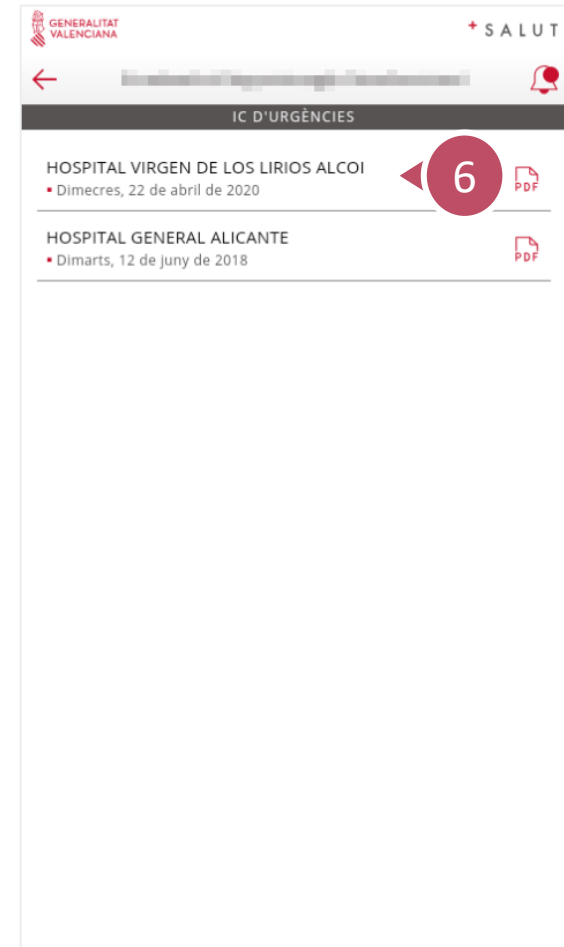 GENERALITAT
VALENCIANA
+SALUT
IC D'URGÈNCIES
HOSPITAL VIRGEN DE LOS LIRIOS ALCOI
▪ Dimecres, 22 de abril de 2020
6
PDF
HOSPITAL GENERAL ALICANTE
▪ Dimarts, 12 de juny de 2018
PDF